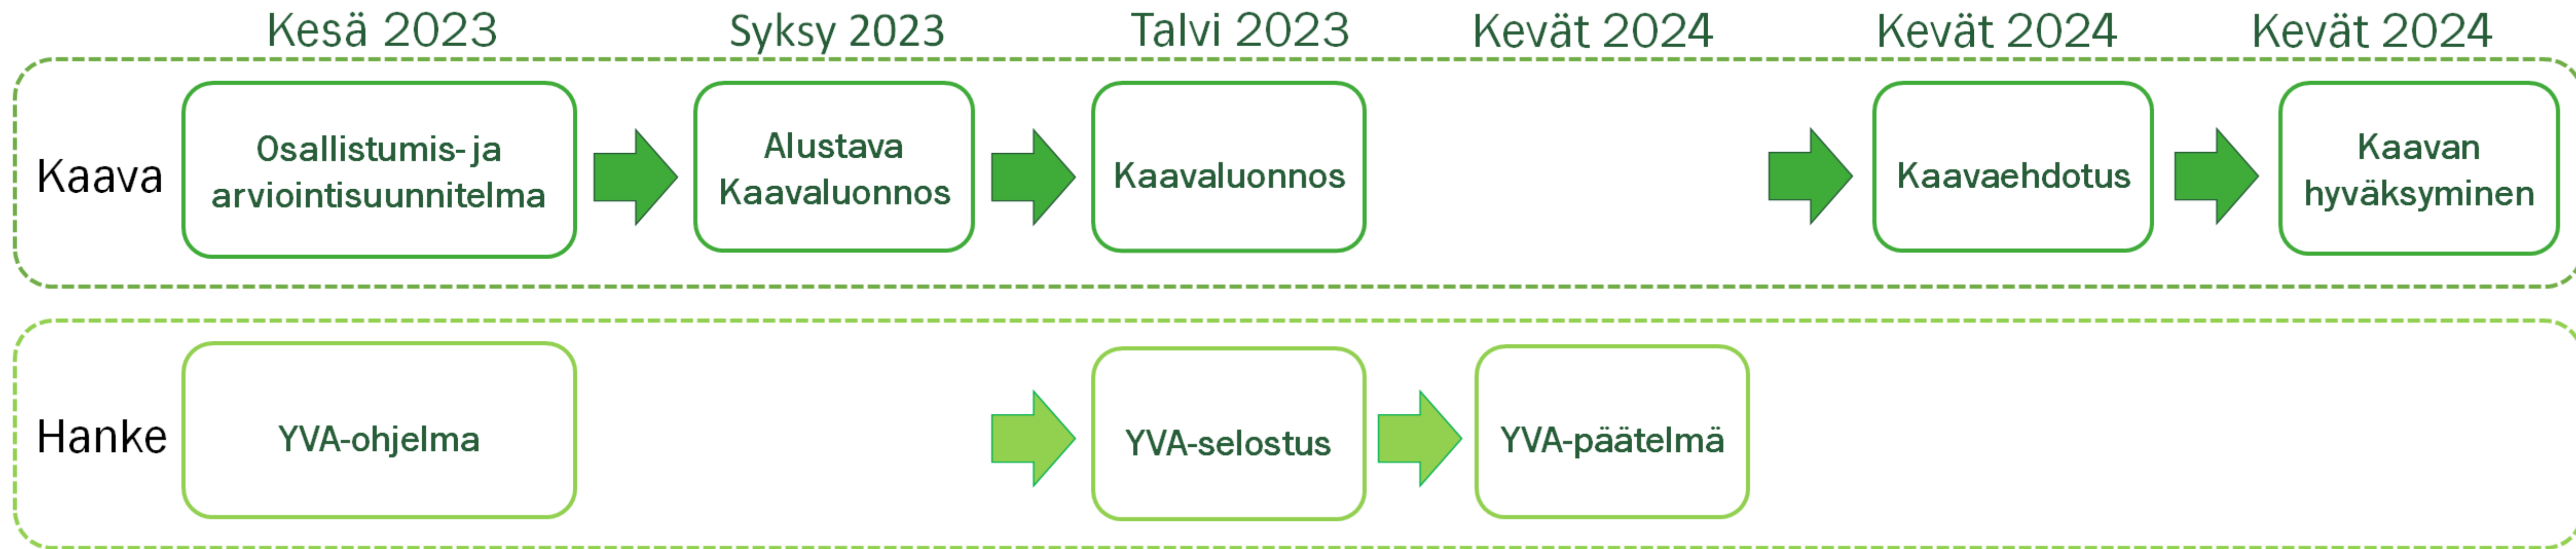 Kesä 2023
Syksy 2023
Talvi 2023
Kevät 2024
Kevät 2024
Kevät 2024
Kaava
Osallistumis- ja
arviointisuunnitelma
Alustava
Kaavaluonnos
Kaavaluonnos
Kaavaehdotus
Kaavan
hyväksyminen
Hanke
YVA-ohjelma
YVA-selostus
YVA-päätelmä